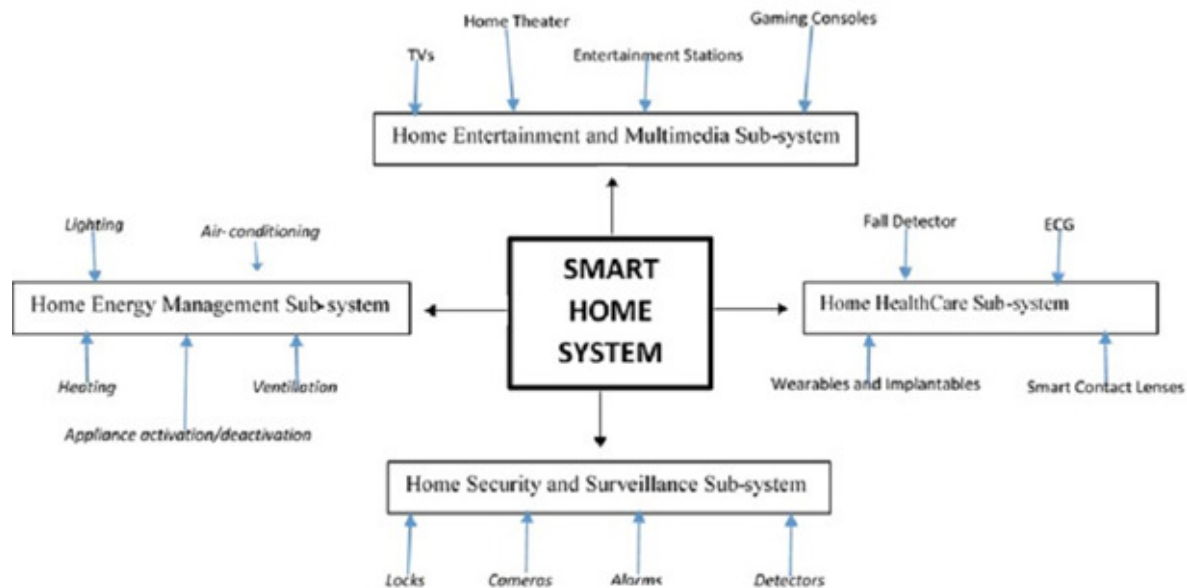 Gaming Consoles
Home Theater
TVs
Entertainment Stations
Home Entertainment and Multimedia Sub-system
Lighting
Air-conditioning
Fall Detector
ECG
SMART
HOME
SYSTEM
Home Energy Management Sub-system
Home HealthCare Sub-system
Heating
Ventilation
Wearables and Implantables
Smart Contact Lenses
Appliance activation/deactivation
Home Security and Surveillance Sub-system
Locks
Cameras
Alarms
Detectors